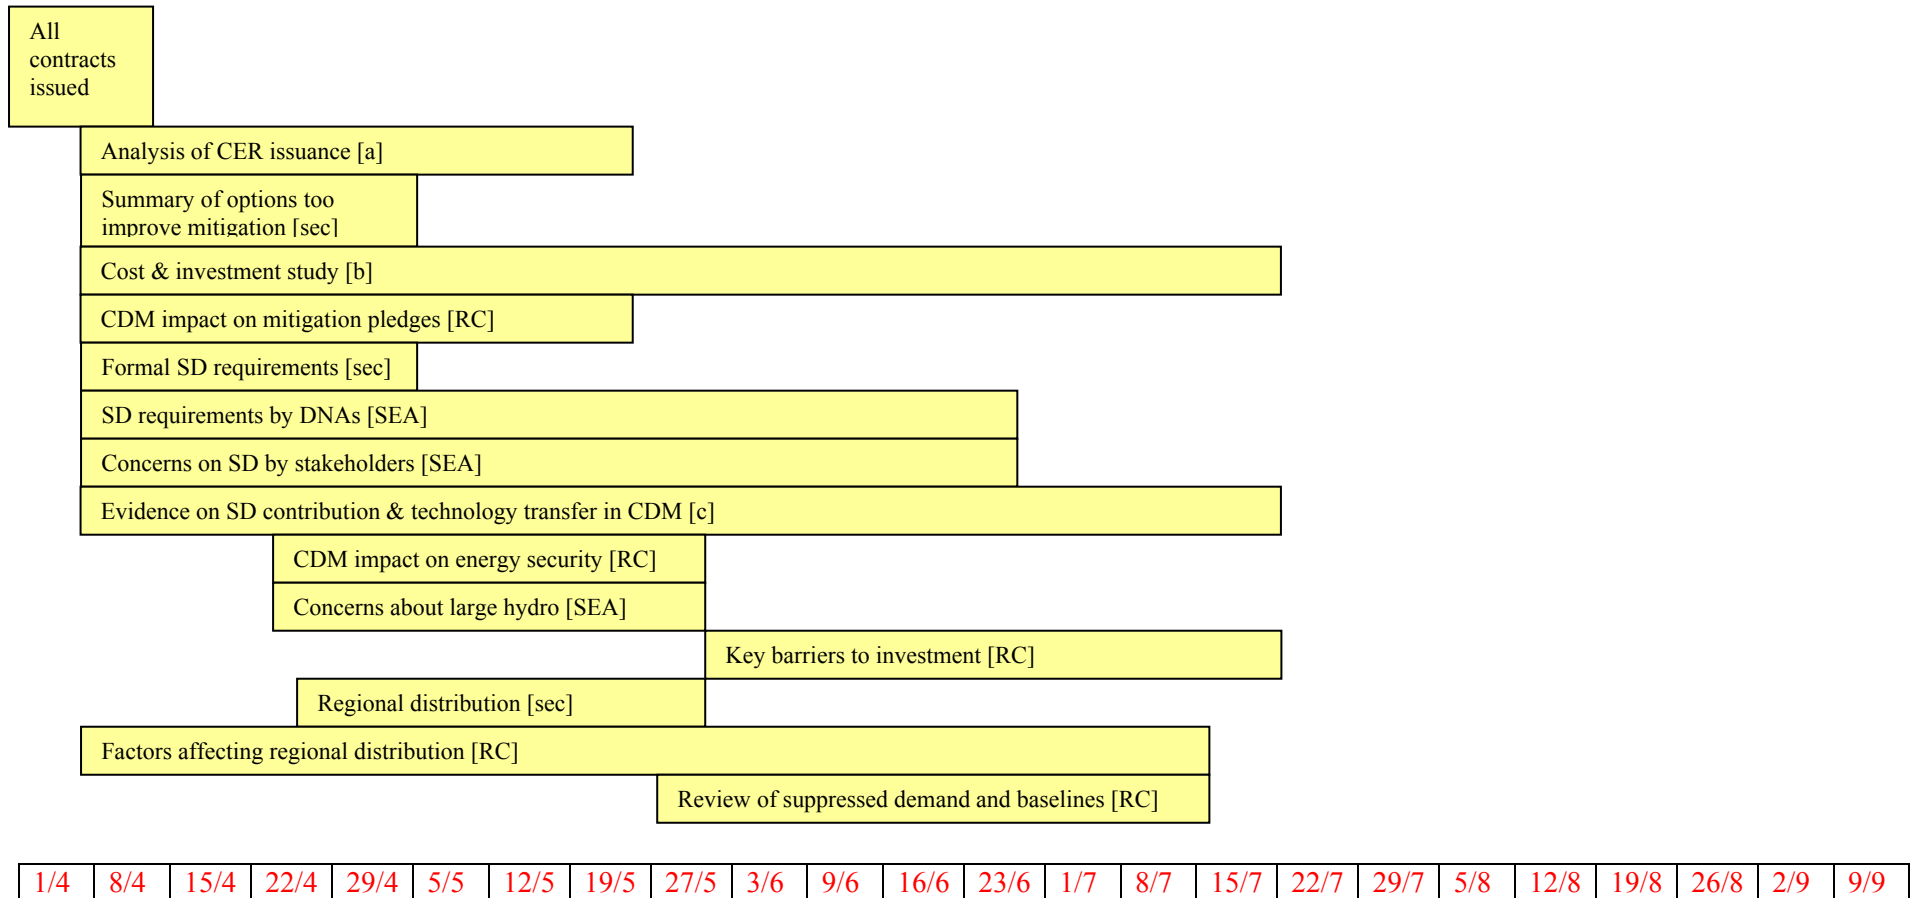 All
contracts
issued
Analysis of CER issuance [a]
Summary of options too
improve mitigation [sec]
Cost & investment study [b]
CDM impact on mitigation pledges [RC]
Formal SD requirements [sec]
SD requirements by DNAs [SEA]
Concerns on SD by stakeholders [SEA]
Evidence on SD contribution & technology transfer in CDM [c]
CDM impact on energy security [RC]
Concerns about large hydro [SEA]
Key barriers to investment [RC]
Regional distribution [sec]
Factors affecting regional distribution [RC]
Review of suppressed demand and baselines [RC]
1/4 8/4 15/4 22/4 29/4 5/5 12/5 19/5 27/5 3/6 9/6 16/6 23/6 1/7 8/7 15/7 22/7 29/7 5/8 12/8 19/8 26/8 2/9 9/9